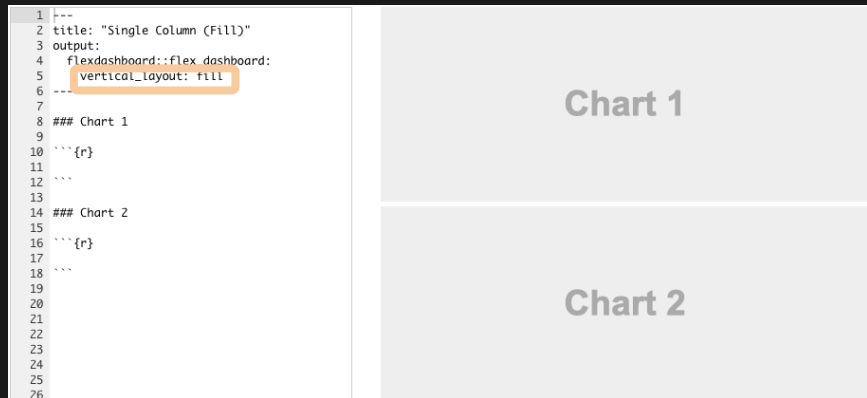 1 ---
2 title: "Single Column (Fill)"
3 output:
4   flexdashboard::flex_dashboard:
5     vertical_layout: fill
6 ---
7
8 ### Chart 1
9
10 ```{r}
11
12 ```
13
14 ### Chart 2
15
16 ```{r}
17
18 ```
19
20
21
22
23
24
25
26
Chart 1
Chart 2